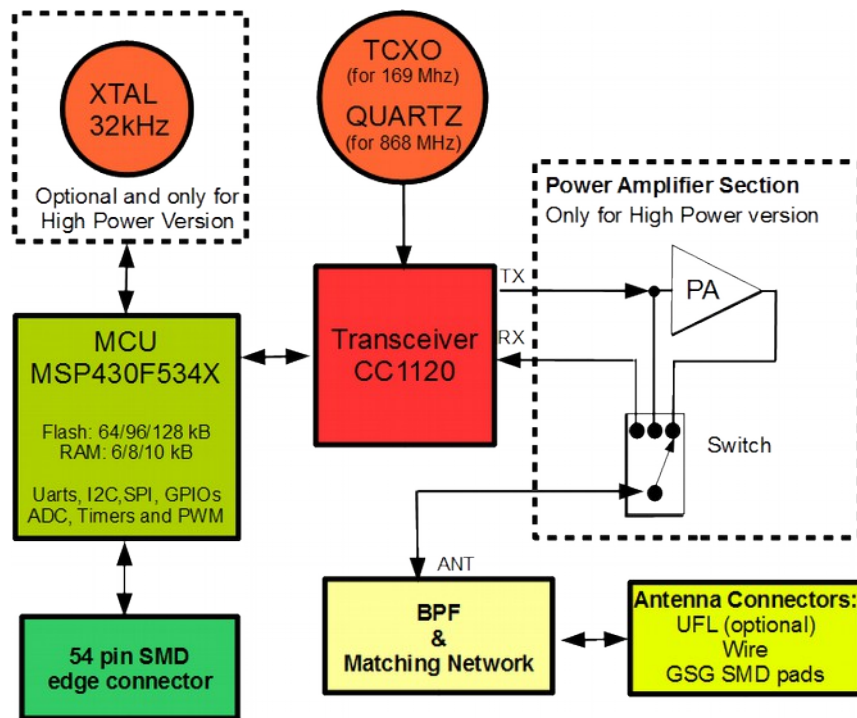 XTAL
32kHz
Optional and only for
High Power Version
TCXO
(for 169 Mhz)
QUARTZ
(for 868 MHz)
Power Amplifier Section
Only for High Power version
TX
PA
RX
Transceiver
CC1120
MCU
MSP430F534X
Flash: 64/96/128 kB
RAM: 6/8/10 kB
Uarts, I2C,SPI, GPIOs
ADC, Timers and PWM
Switch
ANT
BPF
&
Matching Network
Antenna Connectors:
UFL (optional)
Wire
GSG SMD pads
54 pin SMD
edge connector